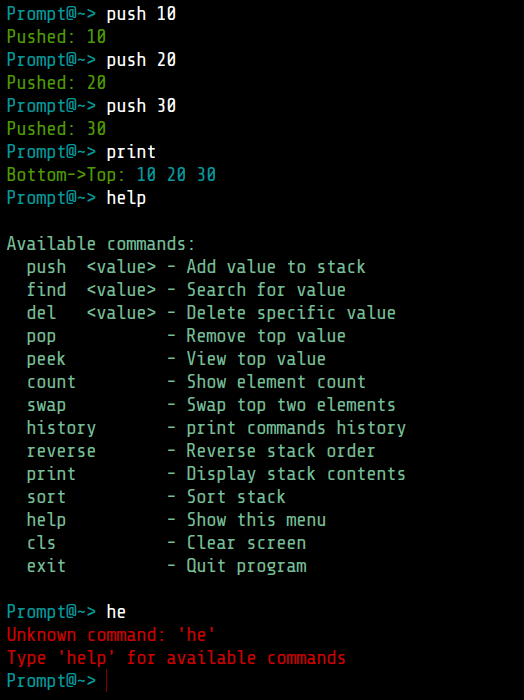 Prompt@~> push 10
Pushed: 10
Prompt@~> push 20
Pushed: 20
Prompt@~> push 30
Pushed: 30
Prompt@~> print
Bottom->Top: 10 20 30
Prompt@~> help

Available commands:
  push  <value> - Add value to stack
  find  <value> - Search for value
  del   <value> - Delete specific value
  pop           - Remove top value
  peek          - View top value
  count         - Show element count
  swap          - Swap top two elements
  history       - print commands history
  reverse       - Reverse stack order
  print         - Display stack contents
  sort          - Sort stack
  help          - Show this menu
  cls           - Clear screen
  exit          - Quit program

Prompt@~> he
Unknown command: 'he'
Type 'help' for available commands
Prompt@~>